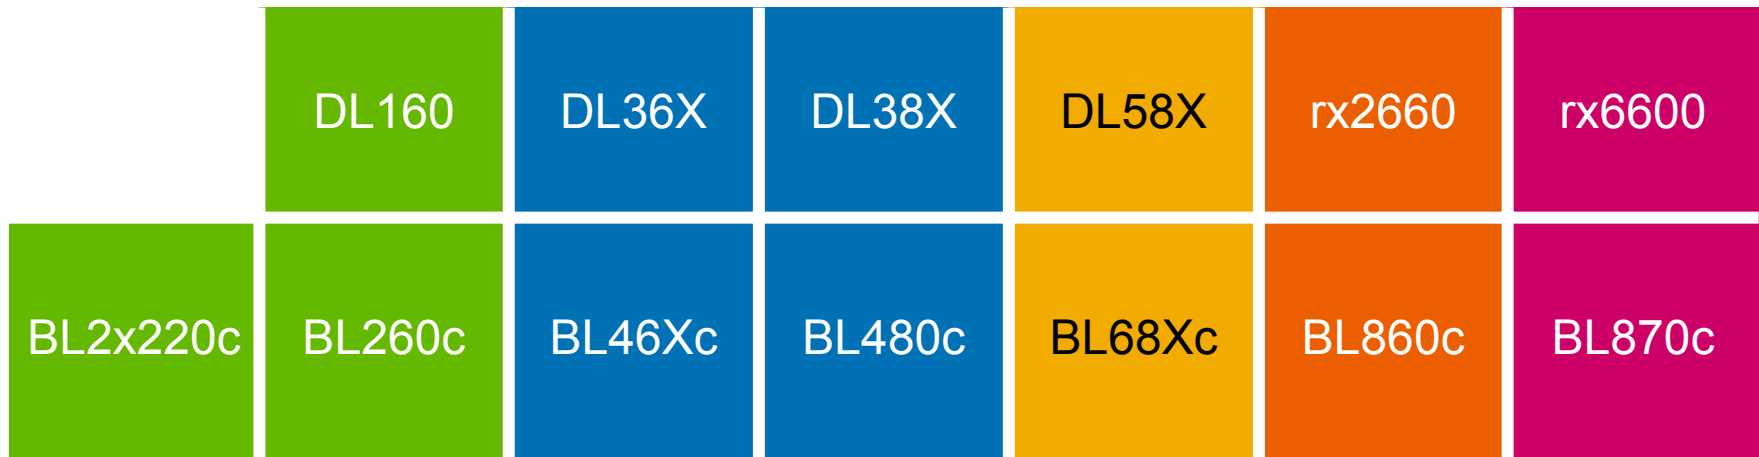 DL160 DL36X DL38X DL58X rx2660 rx6600
BL2x220c BL260c BL46Xc BL480c BL68Xc BL860c BL870c